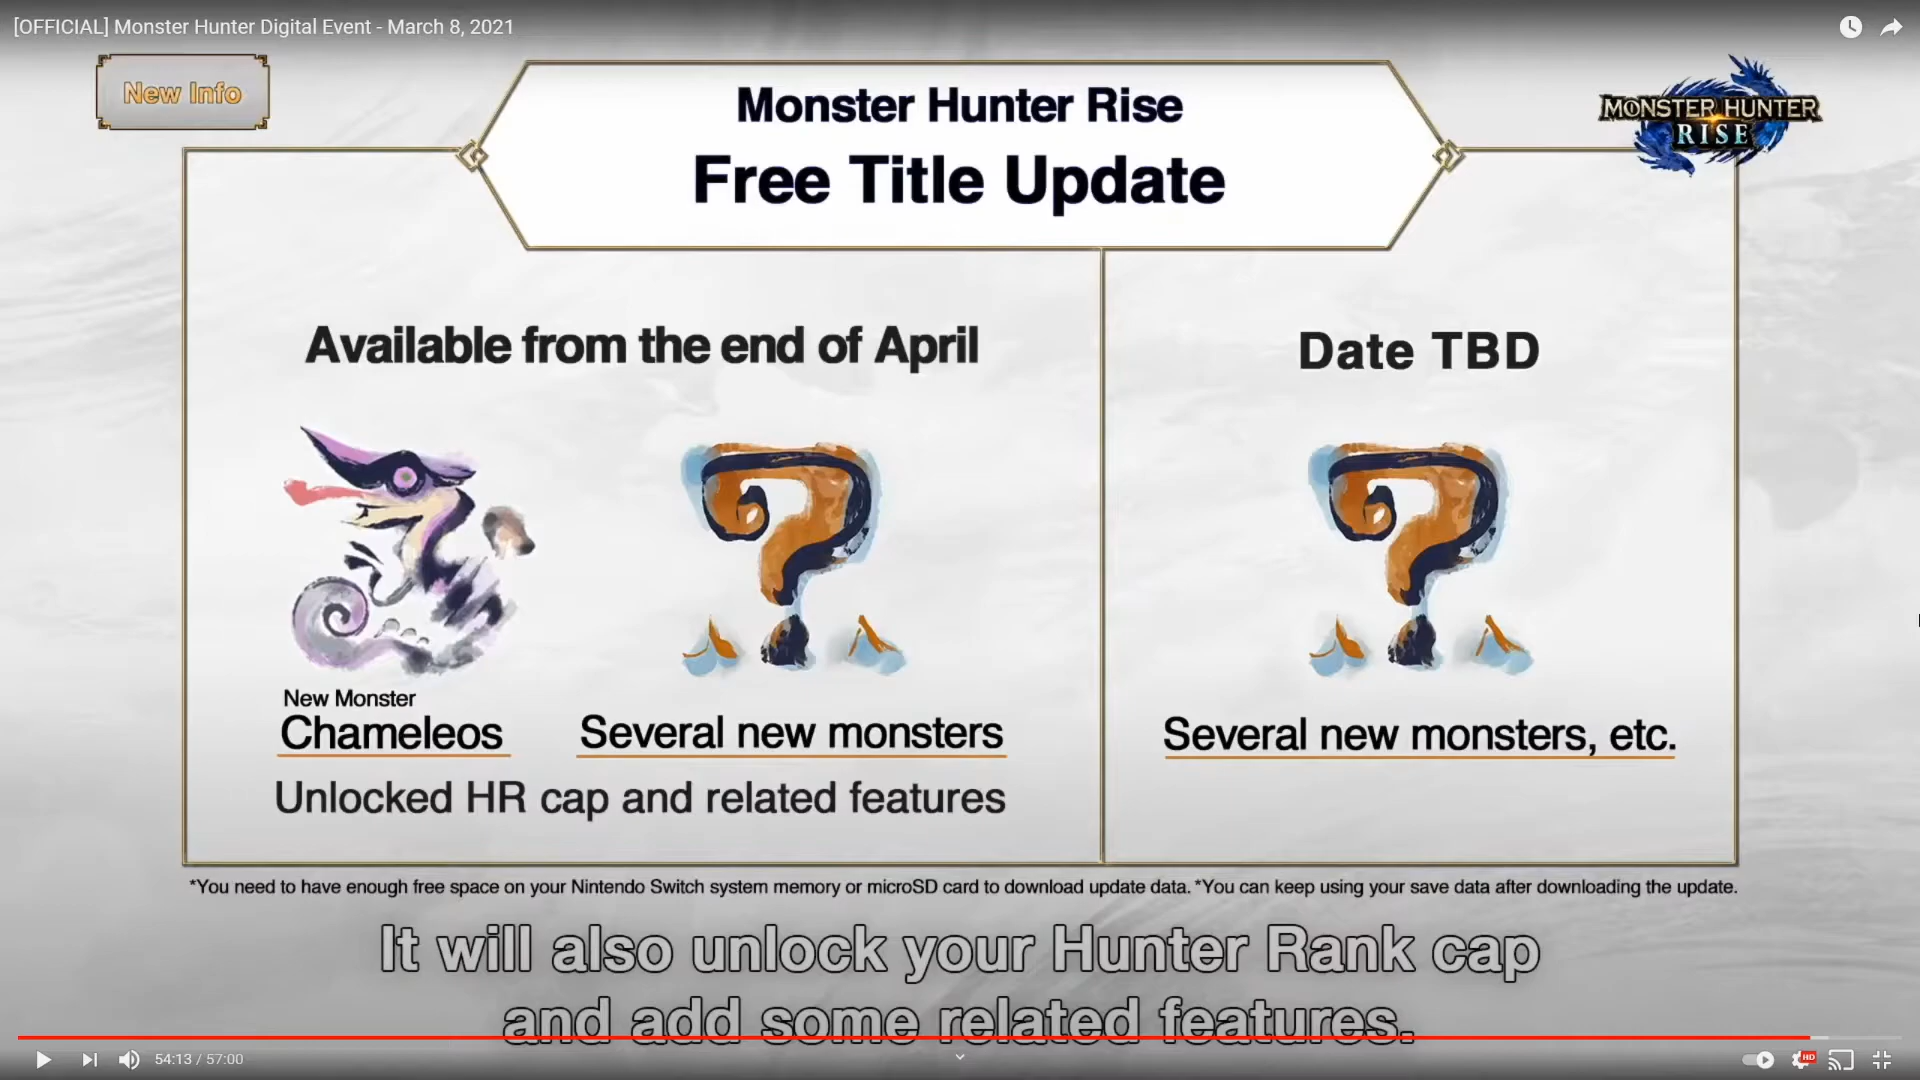 [OFFICIAL] Monster Hunter Digital Event - March 8, 2021
New Info
Monster Hunter Rise
Free Title Update
MONSTER HUNTER
RISE
Available from the end of April
Date TBD
New Monster
Chameleos
Several new monsters
Several new monsters, etc.
Unlocked HR cap and related features
*You need to have enough free space on your Nintendo Switch system memory or microSD card to download update data. *You can keep using your save data after downloading the update.
It will also unlock your Hunter Rank cap
and add some related features.
54:13 / 57:00
HD